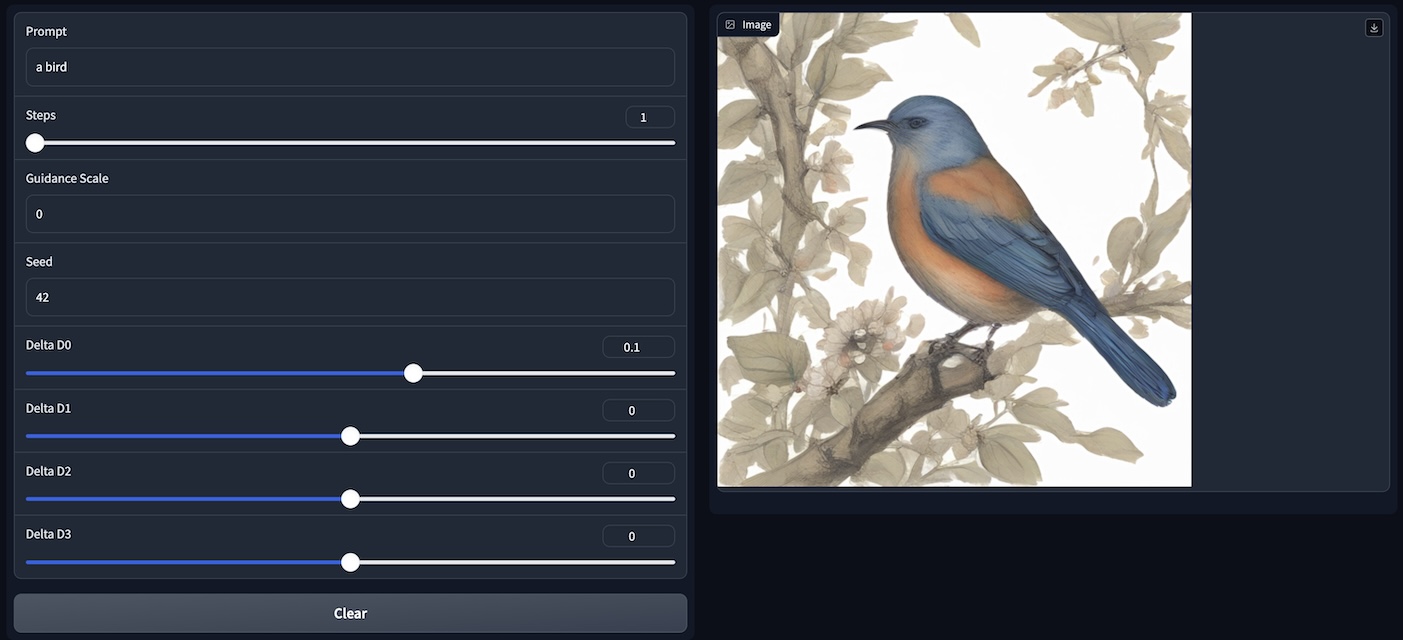 Prompt
a bird
Steps
1
Guidance Scale
0
Seed
42
Delta D0
0.1
Delta D1
0
Delta D2
0
Delta D3
0
Clear
Image